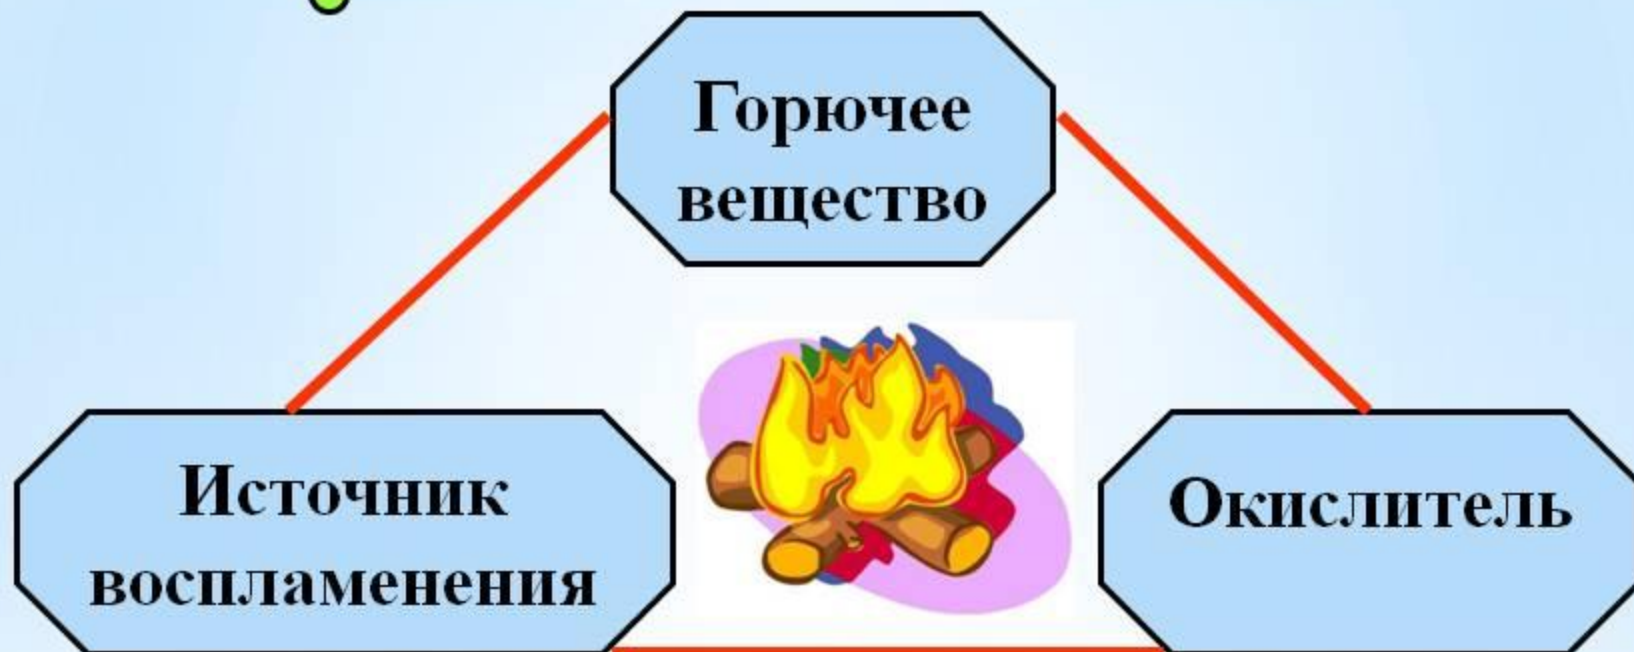 Горючее
вещество
Источник
воспламенения
Окислитель